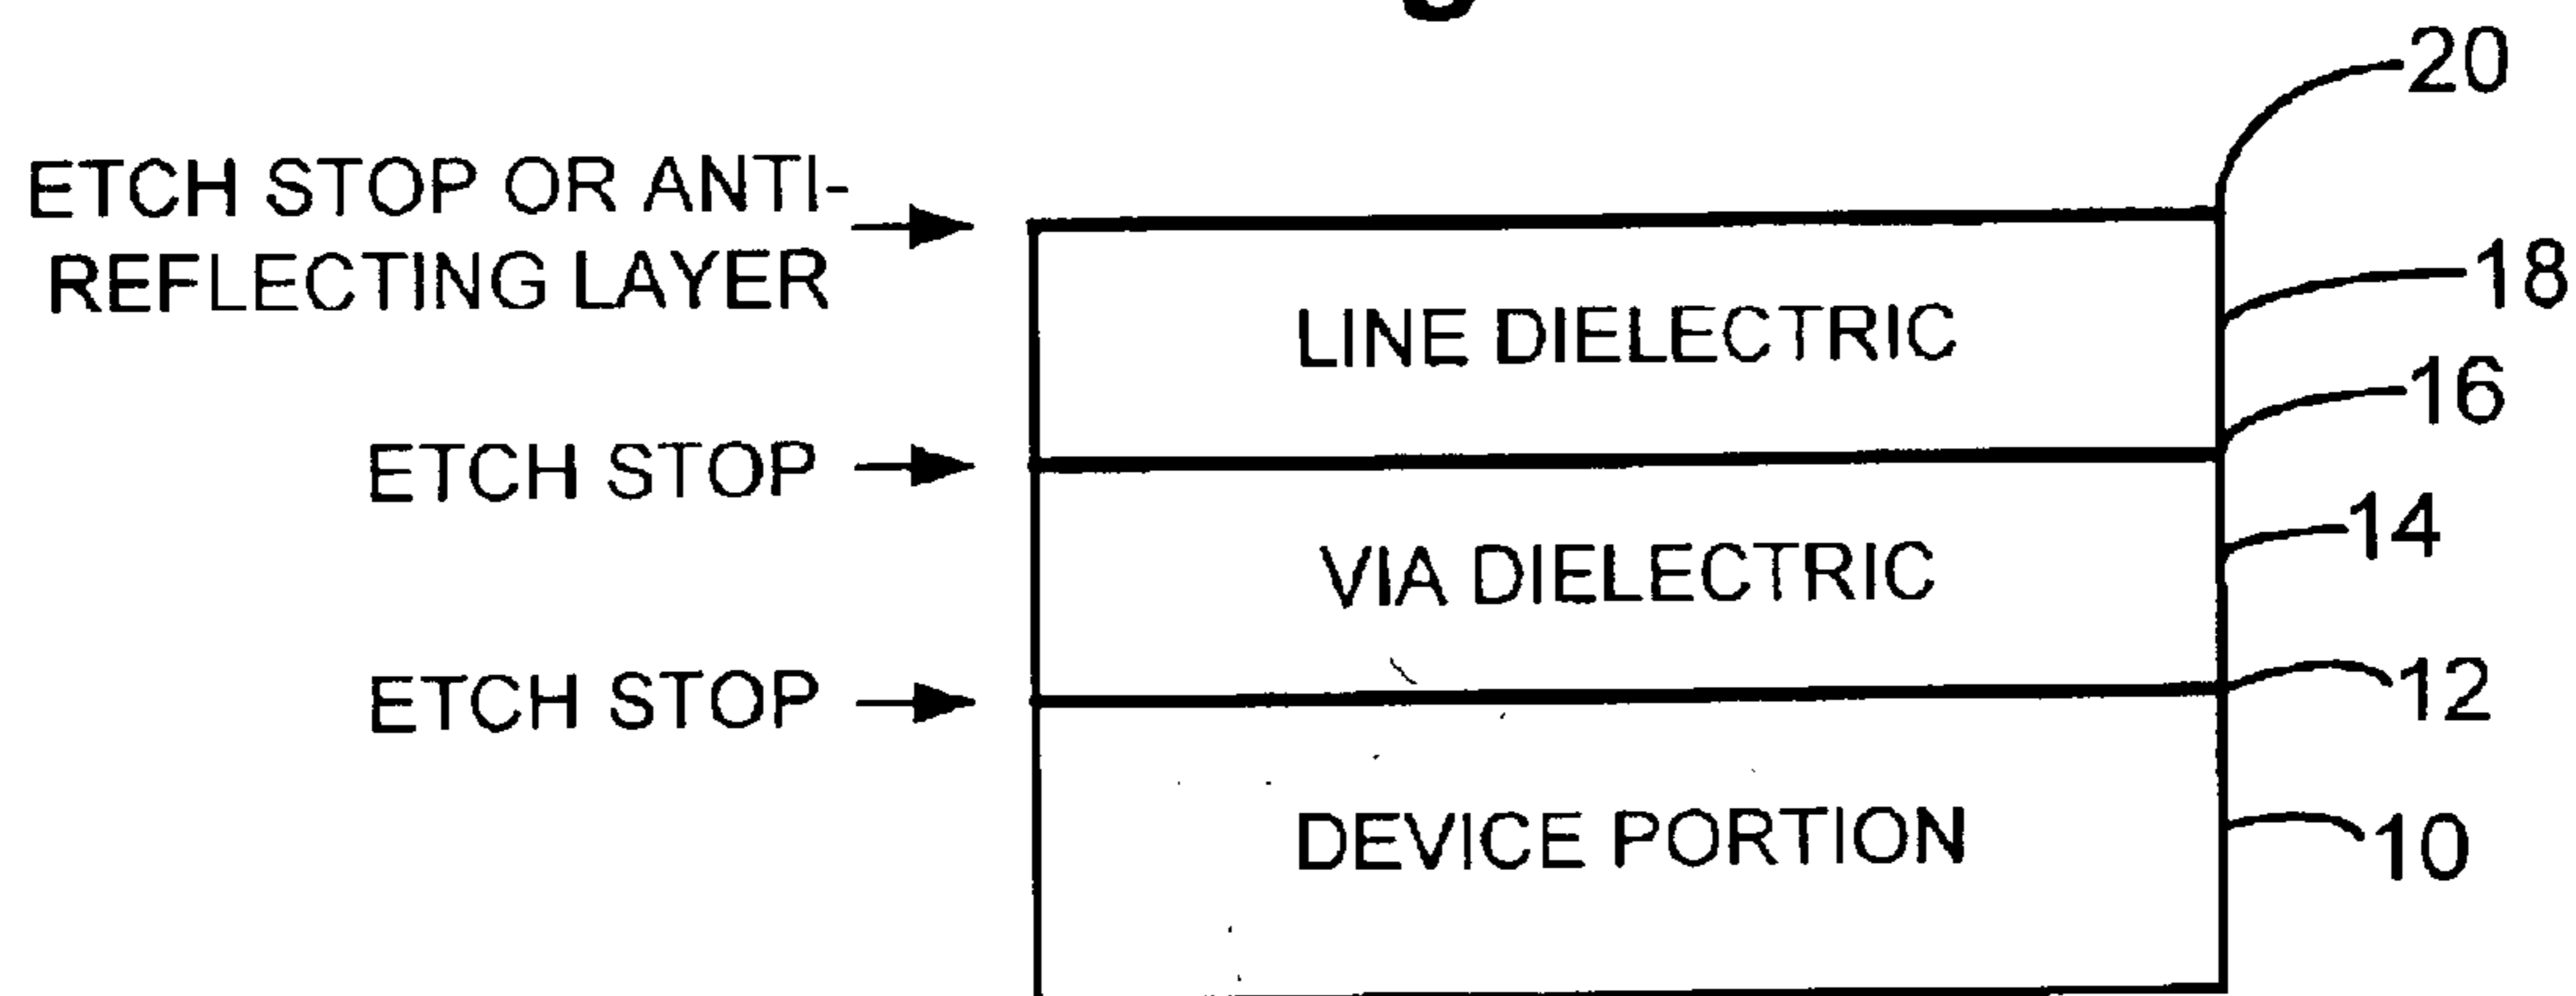 20
ETCH STOP OR ANTI-
REFLECTING LAYER
18
LINE DIELECTRIC
16
ETCH STOP
14
VIA DIELECTRIC
ETCH STOP
12
DEVICE PORTION
10